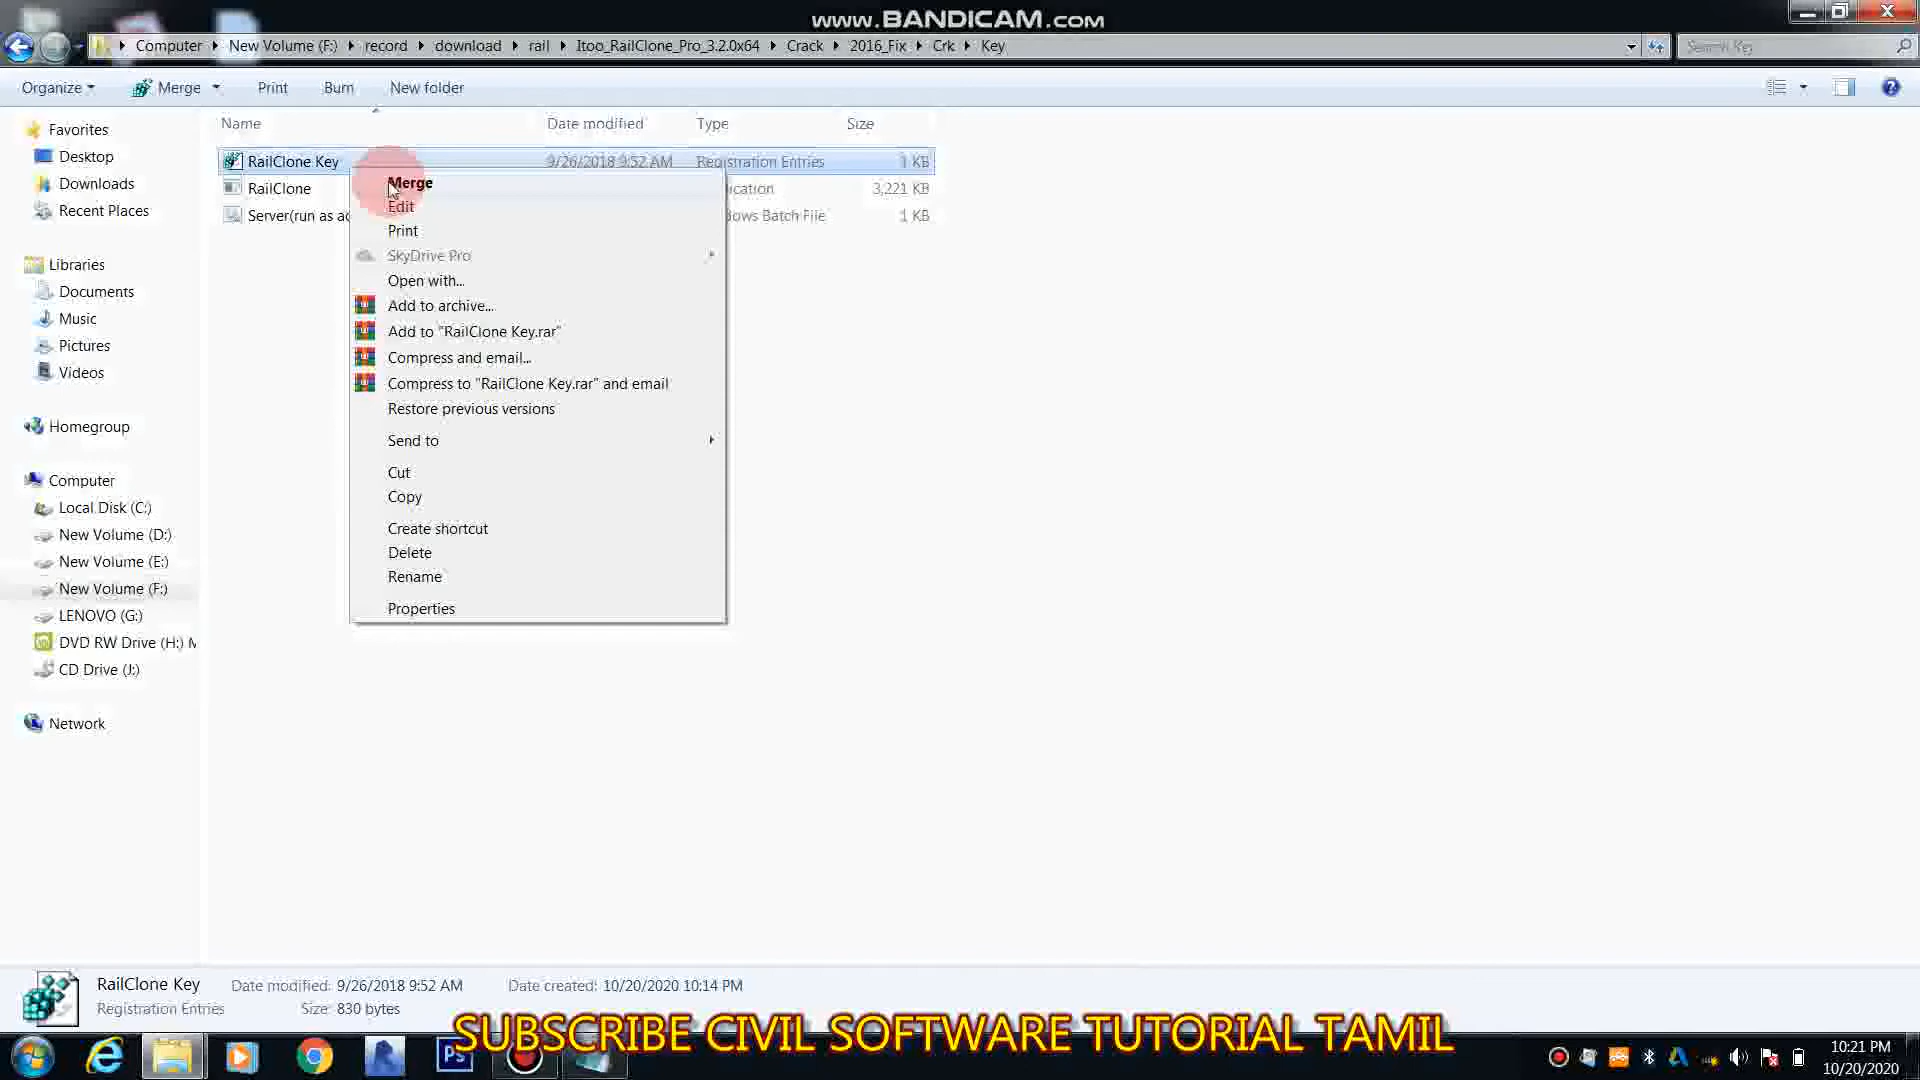 www.BANDICAM.com
Computer New Volume (F:) record download rail Itoo_RailClone_Pro_3.2.0x64 Crack 2016_Fix Crk Key
Search Key
Organize Merge Print Burn New folder
Name Date modified Type Size
Favorites
Desktop
Downloads
Recent Places
Libraries
Documents
Music
Pictures
Videos
Homegroup
Computer
Local Disk (C:)
New Volume (D:)
New Volume (E:)
New Volume (F:)
LENOVO (G:)
DVD RW Drive (H:) M
CD Drive (J:)
Network
RailClone Key 9/26/2018 9:52 AM Registration Entries 1 KB
RailClone ication 3,221 KB
Server(run as ad dows Batch File 1 KB
Merge
Edit
Print
SkyDrive Pro
Open with...
Add to archive...
Add to "RailClone Key.rar"
Compress and email...
Compress to "RailClone Key.rar" and email
Restore previous versions
Send to
Cut
Copy
Create shortcut
Delete
Rename
Properties
RailClone Key Date modified: 9/26/2018 9:52 AM Date created: 10/20/2020 10:14 PM
Registration Entries Size: 830 bytes
SUBSCRIBE CIVIL SOFTWARE TUTORIAL TAMIL
Ps
10:21 PM
10/20/2020